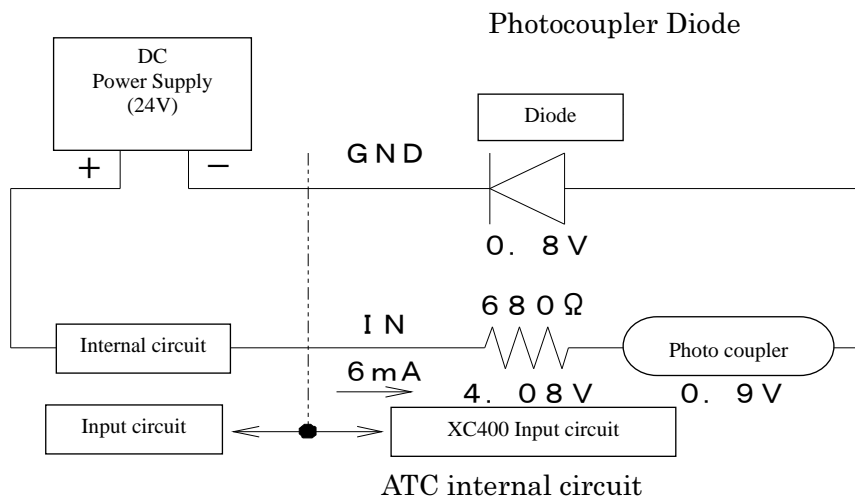 Photocoupler Diode
DC
Power Supply
(24V)
Diode
+
−
GND
0.8V
680Ω
IN
Internal circuit
Photo coupler
6mA
4.08V
0.9V
Input circuit
XC400 Input circuit
ATC internal circuit